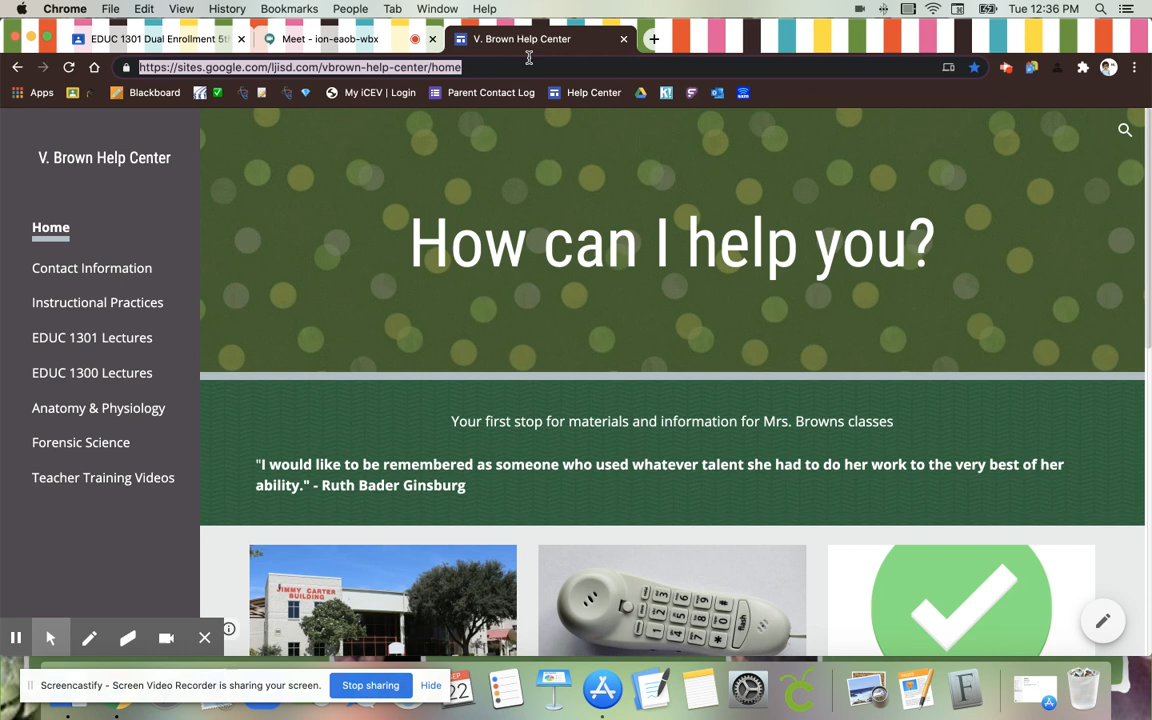 Chrome File Edit View History Bookmarks People Tab Window Help Tue 12:36 PM
EDUC 1301 Dual Enrollment 5th Meet - ion-eaob-wbx V. Brown Help Center
https://sites.google.com/ljisd.com/vbrown-help-center/home
Apps Blackboard My iCEV | Login Parent Contact Log Help Center
V. Brown Help Center
Home
Contact Information
Instructional Practices
EDUC 1301 Lectures
EDUC 1300 Lectures
Anatomy & Physiology
Forensic Science
Teacher Training Videos
How can I help you?
Your first stop for materials and information for Mrs. Browns classes
"I would like to be remembered as someone who used whatever talent she had to do her work to the very best of her
ability." - Ruth Bader Ginsburg
JIMMY CARTER
BUILDING
Screencastify - Screen Video Recorder is sharing your screen. Stop sharing Hide
SEP
22